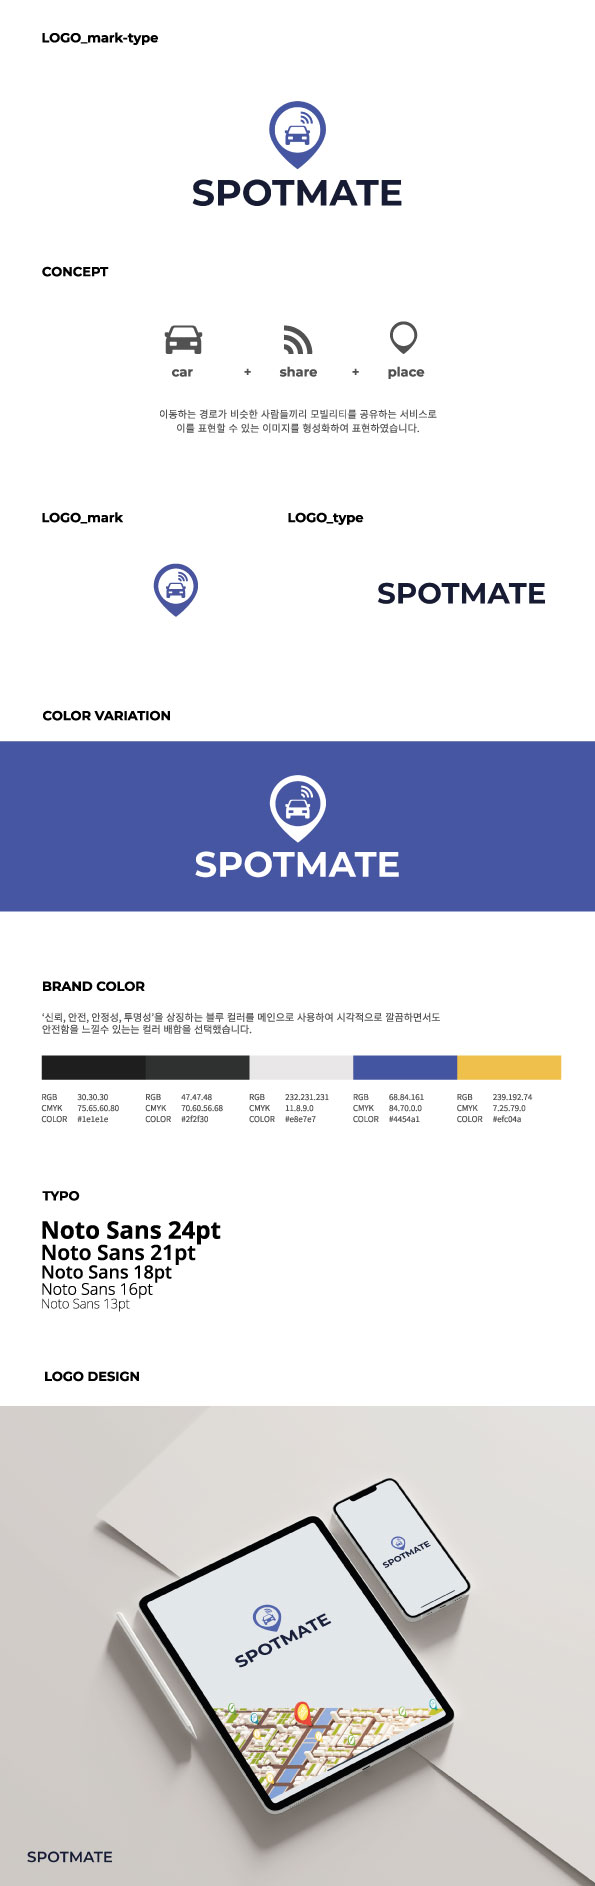 LOGO_mark-type
SPOTMATE
CONCEPT
car + share + place
이동하는 경로가 비슷한 사람들끼리 모빌리티를 공유하는 서비스로
이를 표현할 수 있는 이미지를 형성화하여 표현하였습니다.
LOGO_mark
LOGO_type
SPOTMATE
COLOR VARIATION
SPOTMATE
BRAND COLOR
‘신뢰, 안전, 안정성, 투명성’을 상징하는 블루 컬러를 메인으로 사용하여 시각적으로 깔끔하면서도
안전함을 느낄수 있는는 컬러 배합을 선택했습니다.
RGB 30.30.30 RGB 47.47.48 RGB 232.231.231 RGB 68.84.161 RGB 239.192.74
CMYK 75.65.60.80 CMYK 70.60.56.68 CMYK 11.8.9.0 CMYK 84.70.0.0 CMYK 7.25.79.0
COLOR #1e1e1e COLOR #2f2f30 COLOR #e8e7e7 COLOR #4454a1 COLOR #efc04a
TYPO
Noto Sans 24pt
Noto Sans 21pt
Noto Sans 18pt
Noto Sans 16pt
Noto Sans 13pt
LOGO DESIGN
SPOTMATE
SPOTMATE
SPOTMATE